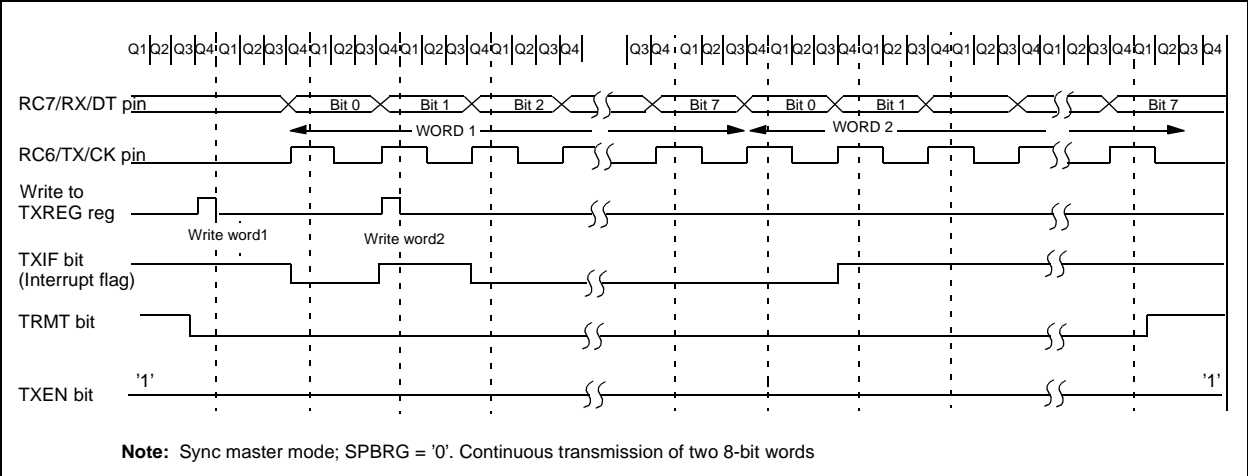 Q1 Q2 Q3 Q4 Q1 Q2 Q3 Q4 Q1 Q2 Q3 Q4 Q1 Q2 Q3 Q4 Q1 Q2 Q3 Q4 Q3 Q4 Q1 Q2 Q3 Q4 Q1 Q2 Q3 Q4 Q1 Q2 Q3 Q4 Q1 Q2 Q3 Q4 Q1 Q2 Q3 Q4 Q1 Q2 Q3 Q4
RC7/RX/DT pin Bit 0 Bit 1 Bit 2 Bit 7 Bit 0 Bit 1 Bit 7
WORD 1 WORD 2
RC6/TX/CK pin
Write to
TXREG reg
Write word1 Write word2
TXIF bit
(Interrupt flag)
TRMT bit
'1' '1'
TXEN bit
Note: Sync master mode; SPBRG = '0'. Continuous transmission of two 8-bit words